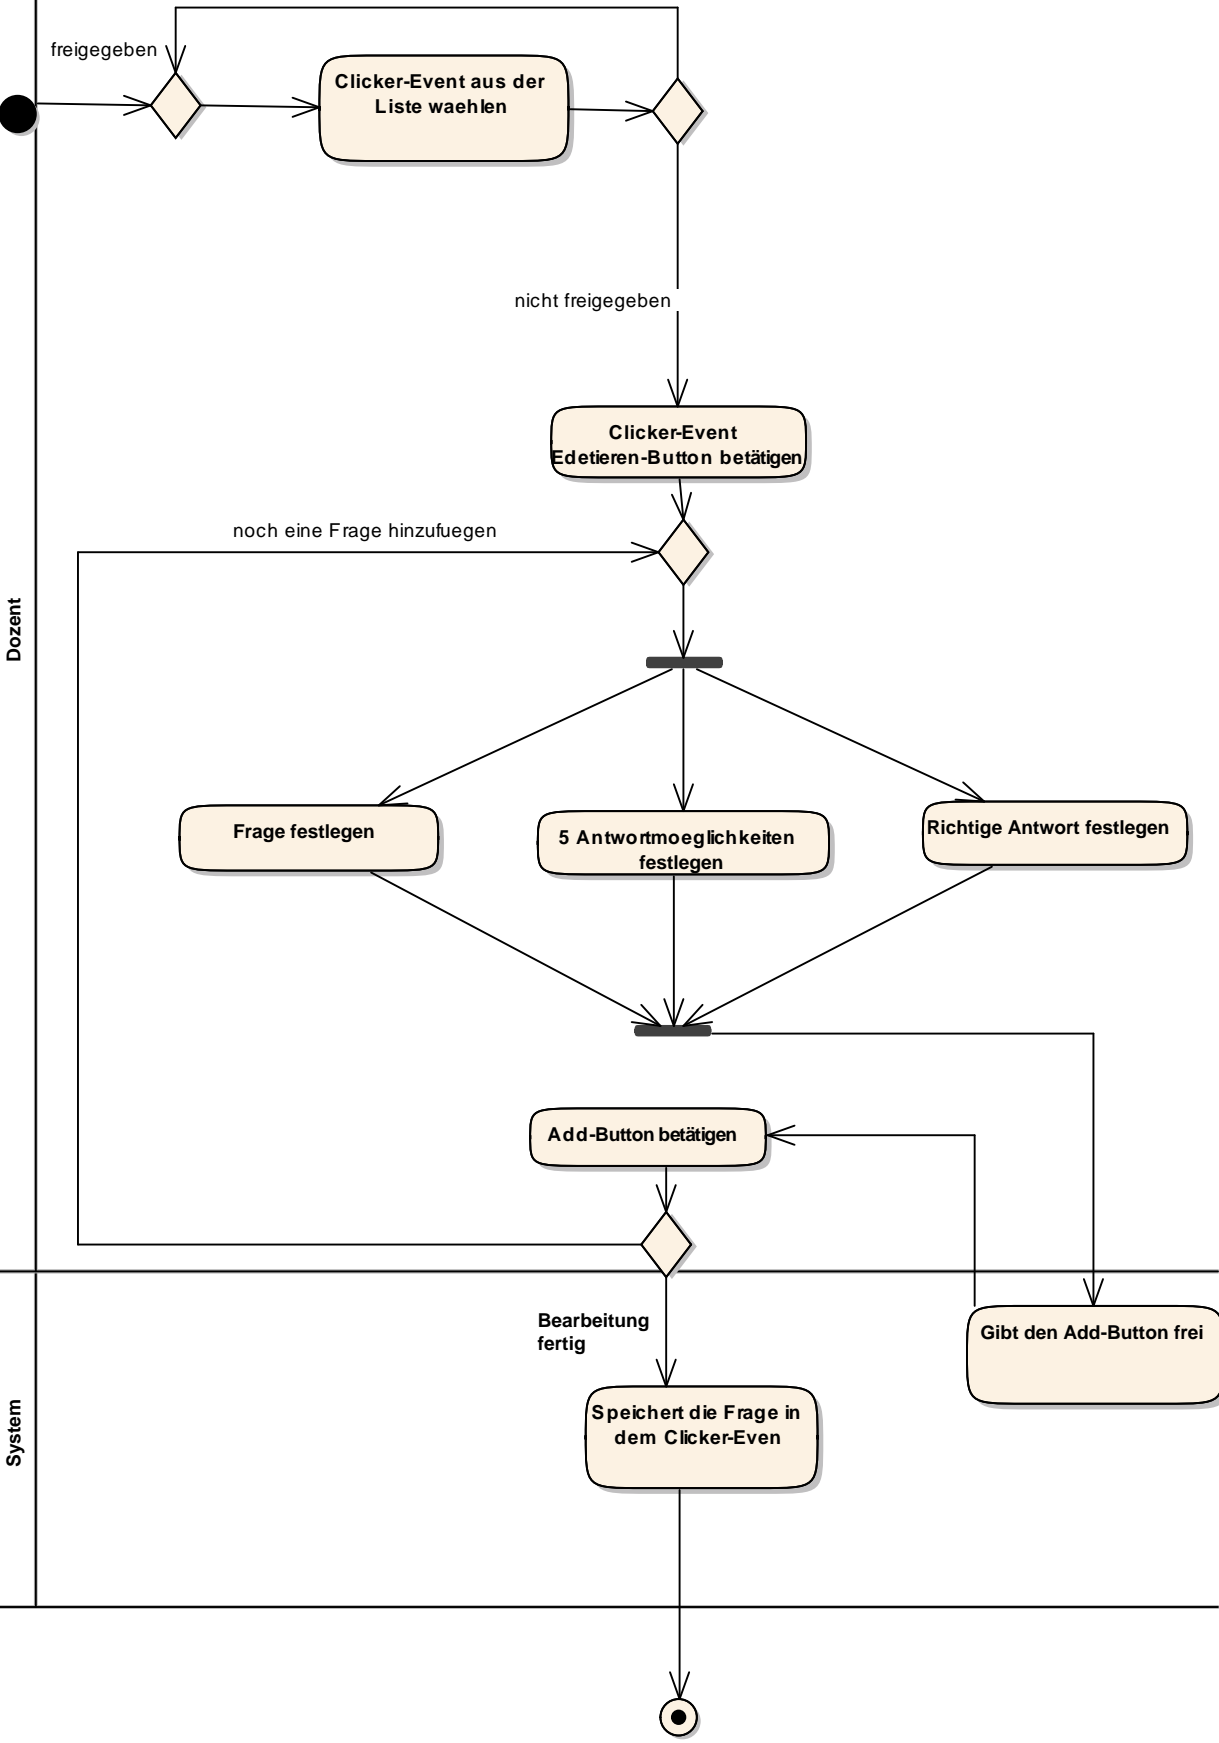 freigegeben
Clicker-Event aus der
Liste waehlen
nicht freigegeben
Clicker-Event
Edetieren-Button betätigen
noch eine Frage hinzufuegen
Dozent
Frage festlegen
5 Antwortmoeglichkeiten
festlegen
Richtige Antwort festlegen
Add-Button betätigen
Bearbeitung
fertig
Gibt den Add-Button frei
System
Speichert die Frage in
dem Clicker-Even